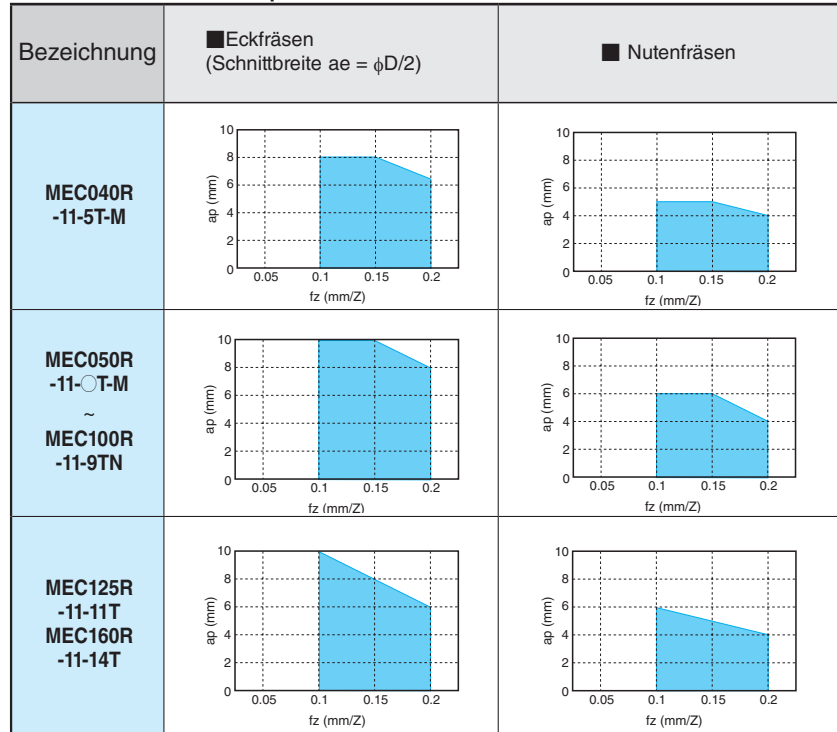 Bezeichnung
■Eckfräsen
(Schnittbreite ae = ϕD/2)
■ Nutenfräsen
MEC040R
-11-5T-M
10
8
6
4
2
0
ap (mm)
0.05 0.1 0.15 0.2
fz (mm/Z)
10
8
6
4
2
0
ap (mm)
0.05 0.1 0.15 0.2
fz (mm/Z)
MEC050R
-11-○T-M
~
MEC100R
-11-9TN
10
8
6
4
2
0
ap (mm)
0.05 0.1 0.15 0.2
fz (mm/Z)
10
8
6
4
2
0
ap (mm)
0.05 0.1 0.15 0.2
fz (mm/Z)
MEC125R
-11-11T
MEC160R
-11-14T
10
8
6
4
2
0
ap (mm)
0.05 0.1 0.15 0.2
fz (mm/Z)
10
8
6
4
2
0
ap (mm)
0.05 0.1 0.15 0.2
fz (mm/Z)